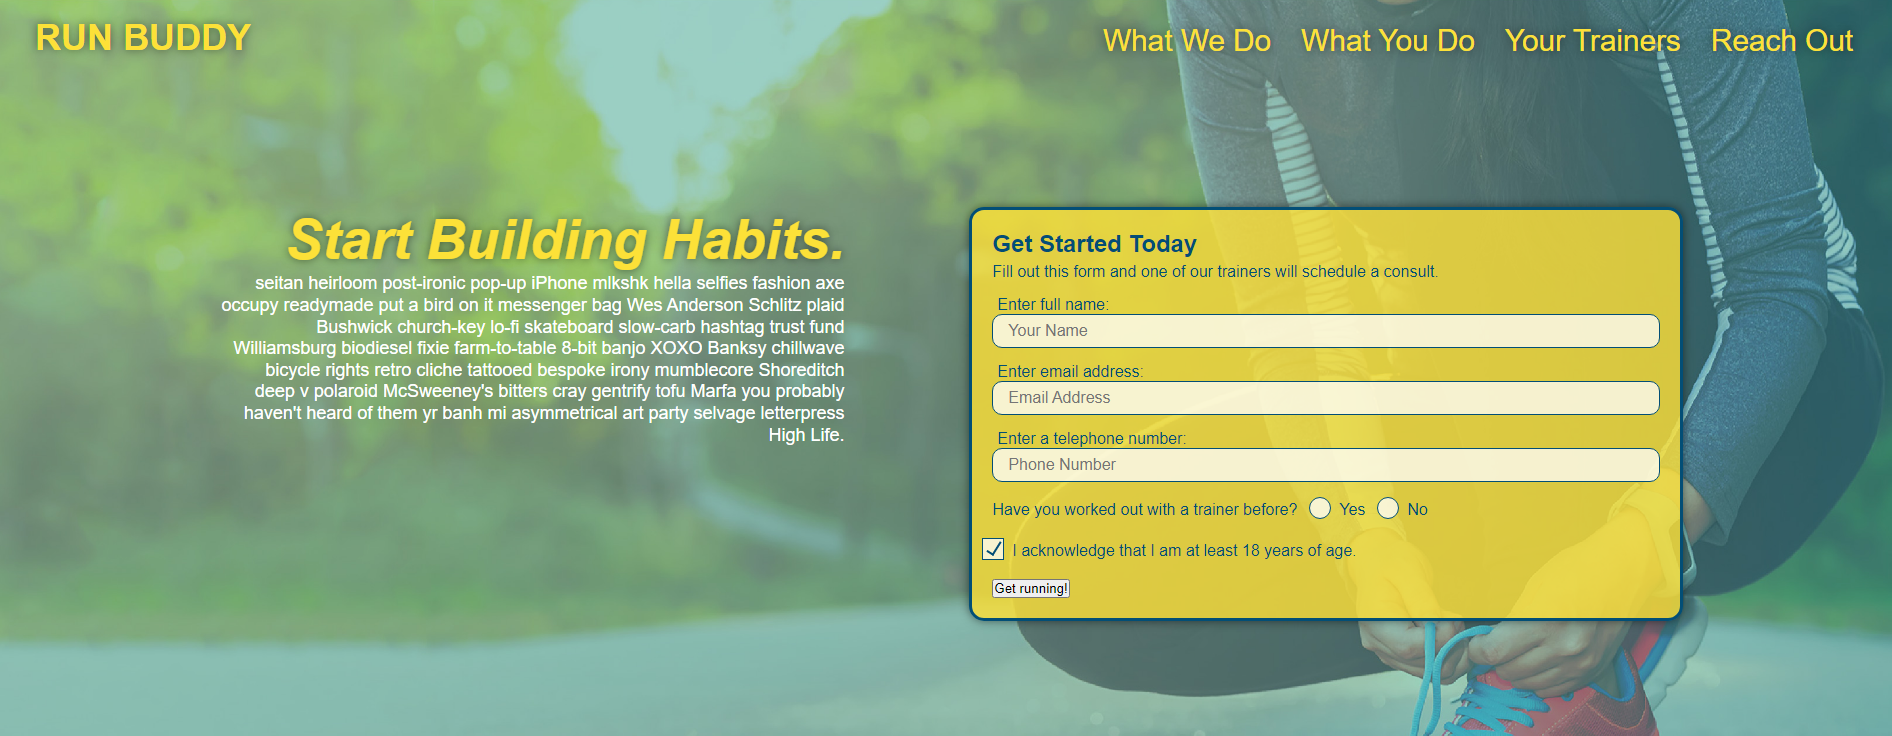 RUN BUDDY
What We Do What You Do Your Trainers Reach Out
Start Building Habits.
seitan heirloom post-ironic pop-up iPhone mlkshk hella selfies fashion axe
occupy readymade put a bird on it messenger bag Wes Anderson Schlitz plaid
Bushwick church-key lo-fi skateboard slow-carb hashtag trust fund
Williamsburg biodiesel fixie farm-to-table 8-bit banjo XOXO Banksy chillwave
bicycle rights retro cliche tattooed bespoke irony mumblecore Shoreditch
deep v polaroid McSweeney's bitters cray gentrify tofu Marfa you probably
haven't heard of them yr banh mi asymmetrical art party selvage letterpress
High Life.
Get Started Today
Fill out this form and one of our trainers will schedule a consult.
Enter full name:
Your Name
Enter email address:
Email Address
Enter a telephone number:
Phone Number
Have you worked out with a trainer before? Yes No
I acknowledge that I am at least 18 years of age.
Get running!